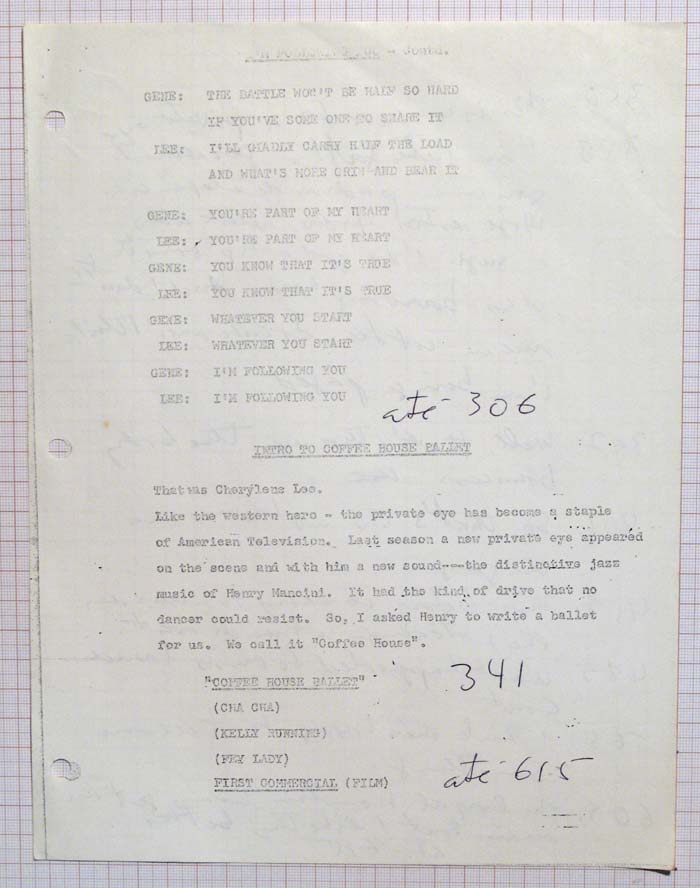 I'M FOLLOWING YOU - Contd.
GENE: THE BATTLE WON'T BE HALF SO HARD
IF YOU'VE SOME ONE TO SHARE IT
LEE: I'LL GLADLY CARRY HALF THE LOAD
AND WHAT'S MORE GRIN AND BEAR IT
GENE: YOU'RE PART OF MY HEART
LEE: YOU'RE PART OF MY HEART
GENE: YOU KNOW THAT IT'S TRUE
LEE: YOU KNOW THAT IT'S TRUE
GENE: WHATEVER YOU START
LEE: WHATEVER YOU START
GENE: I'M FOLLOWING YOU
LEE: I'M FOLLOWING YOU
até 306
INTRO TO COFFEE HOUSE BALLET
That was Cherylene Lee.
Like the western hero - the private eye has become a staple
of American Television. Last season a new private eye appeared
on the scene and with him a new sound---the distinctive jazz
music of Henry Mancini. It had the kind of drive that no
dancer could resist. So, I asked Henry to write a ballet
for us. We call it "Coffee House".
"COFFEE HOUSE BALLET" 341
(CHA CHA)
(KELLY RUNNING)
(FEY LADY)
FIRST COMMERCIAL (FILM) até 615